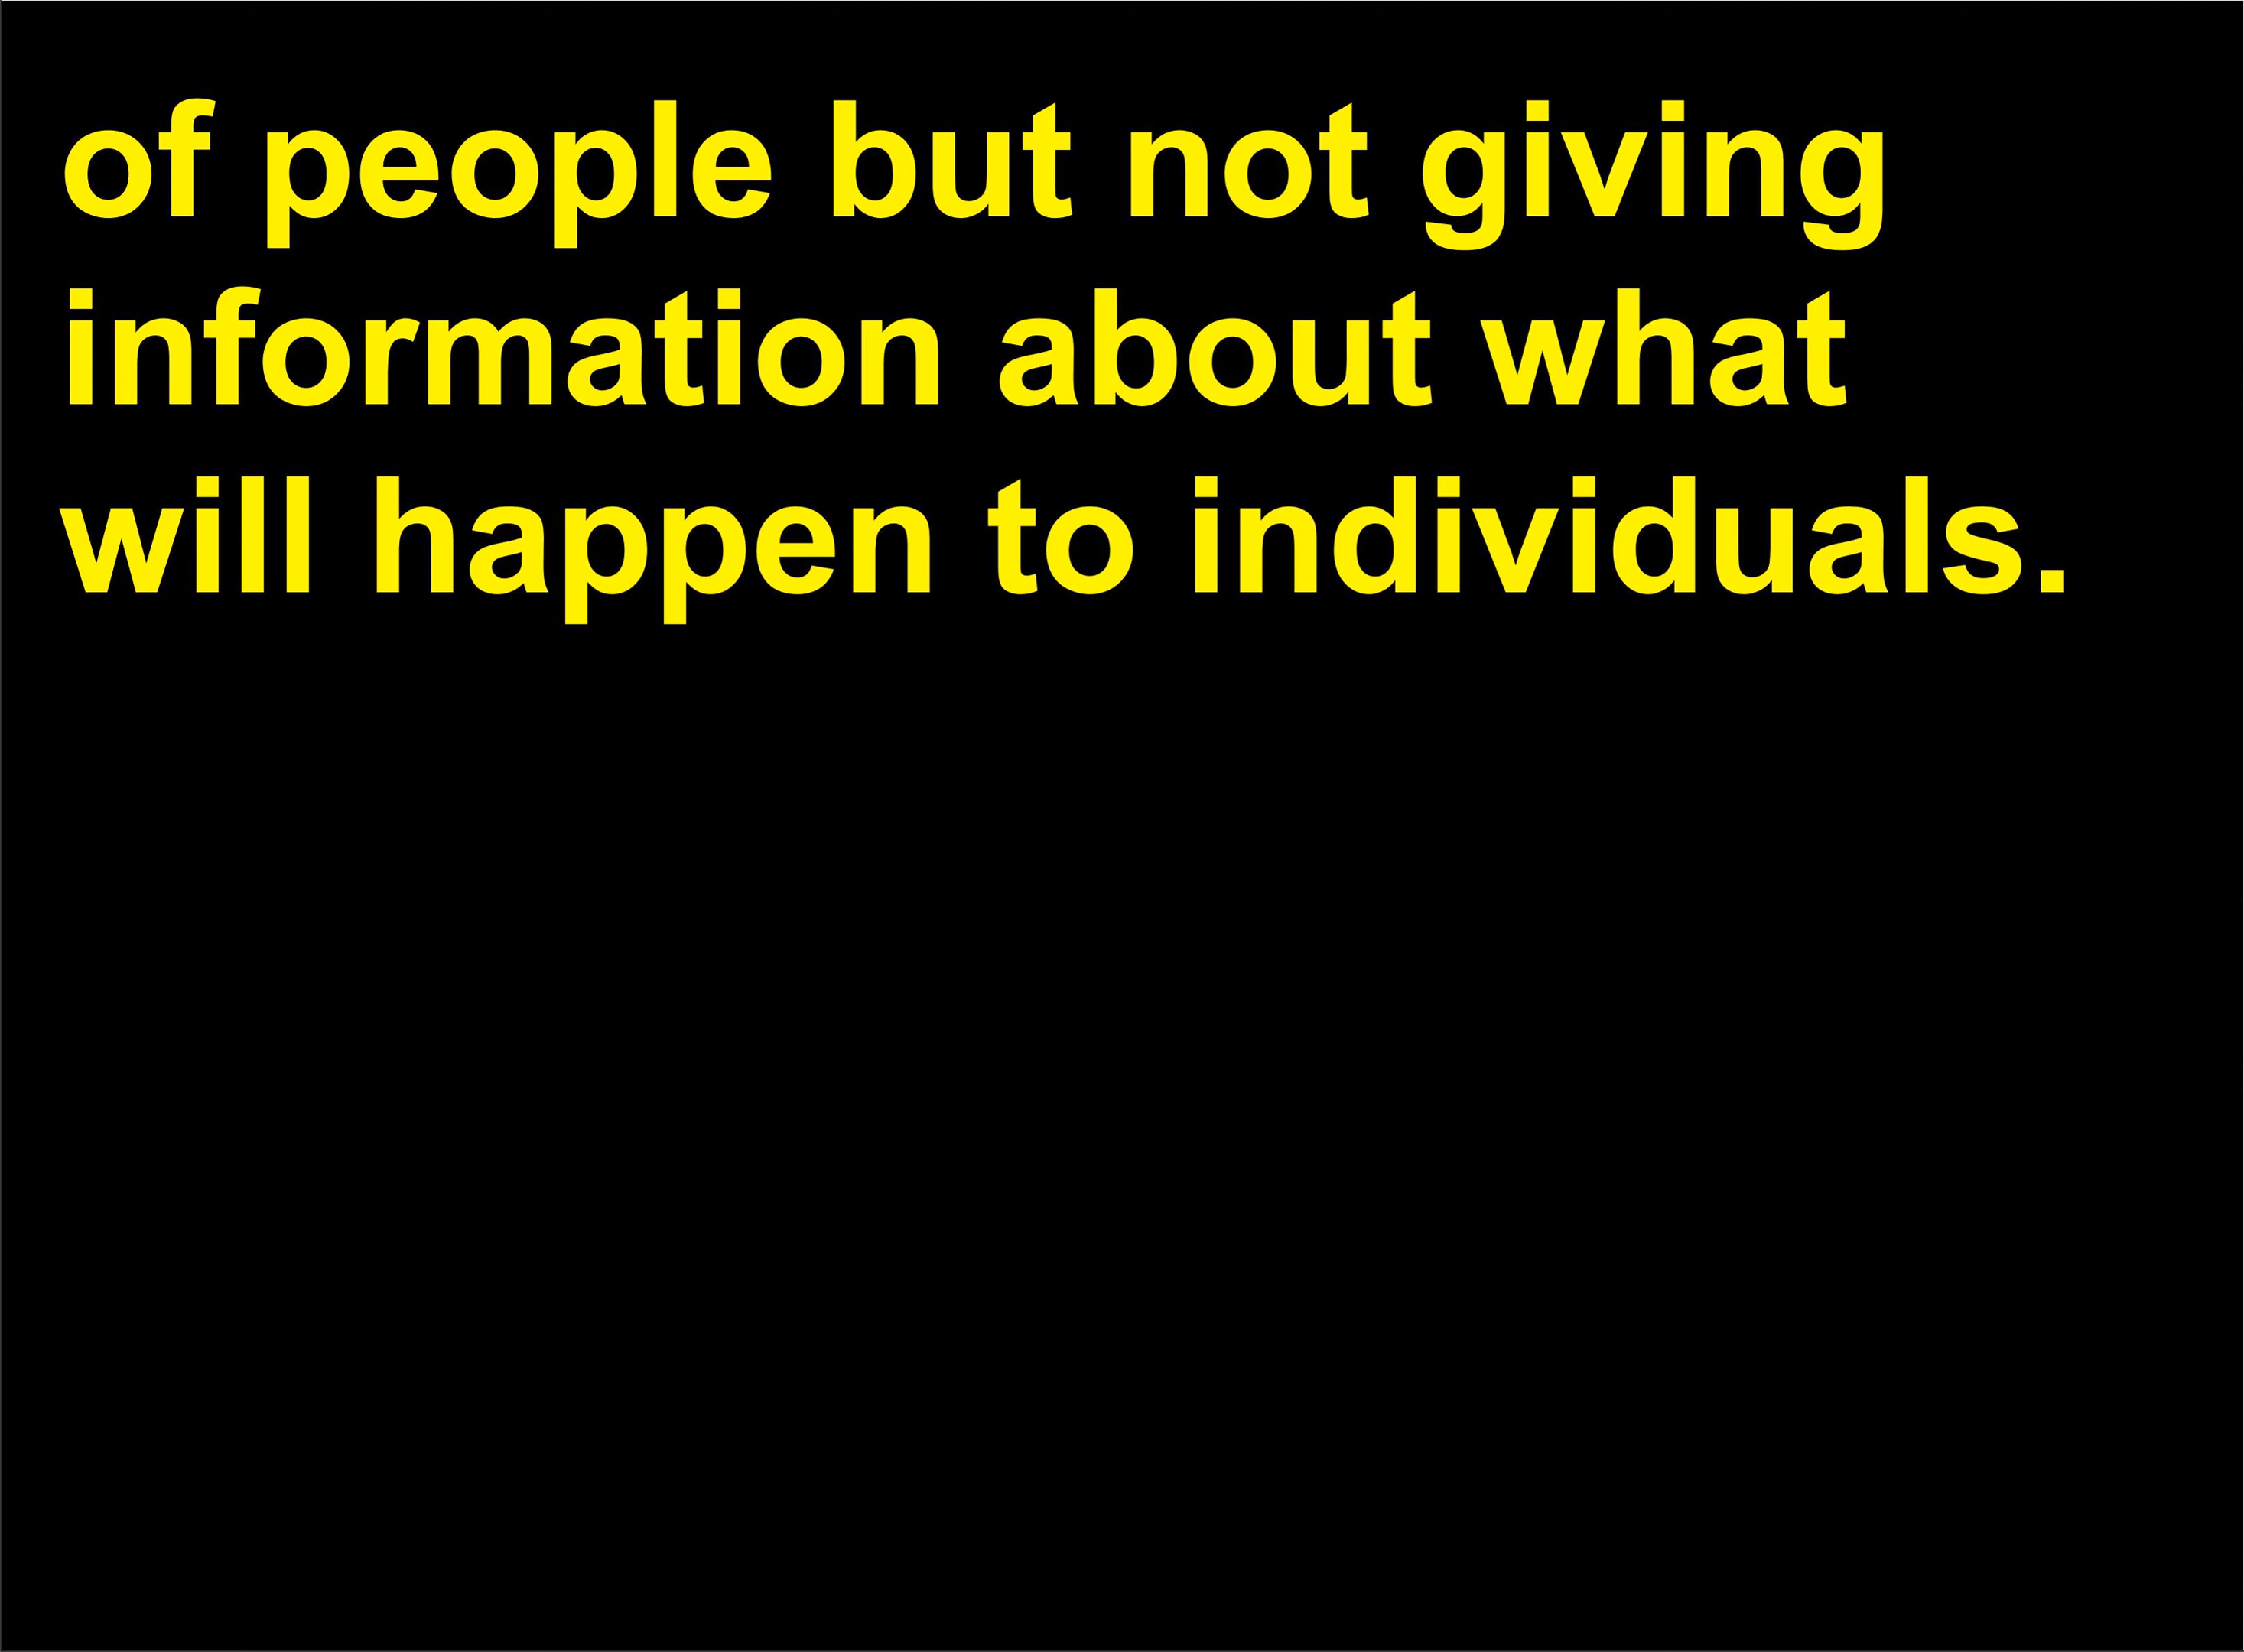 of people but not giving
information about what
will happen to individuals.